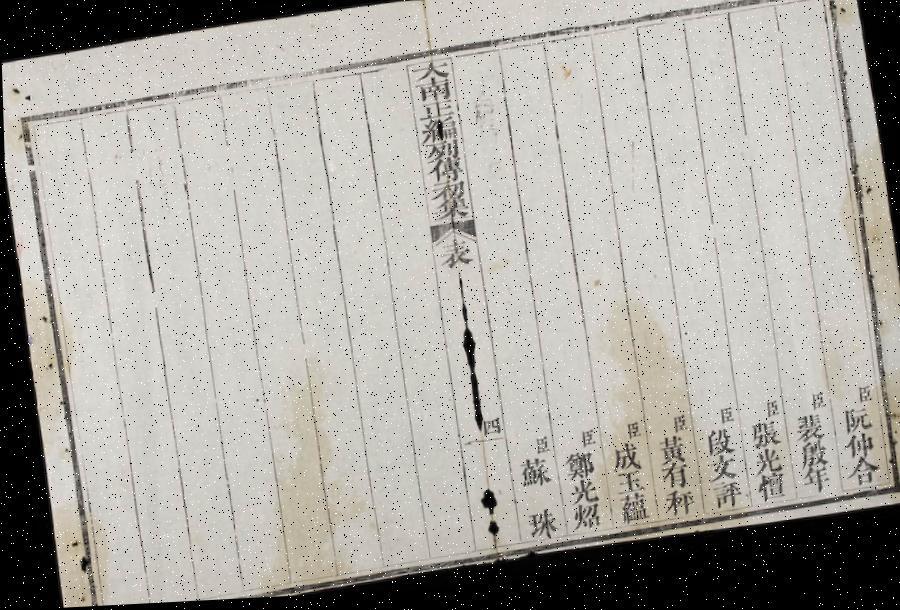 臣阮仲合
臣裴殷年
臣張光憻
臣段文評
臣黃有秤
臣成玉蘊
臣鄭光炤
臣蘇珠
大南正編列傳初集 表 四